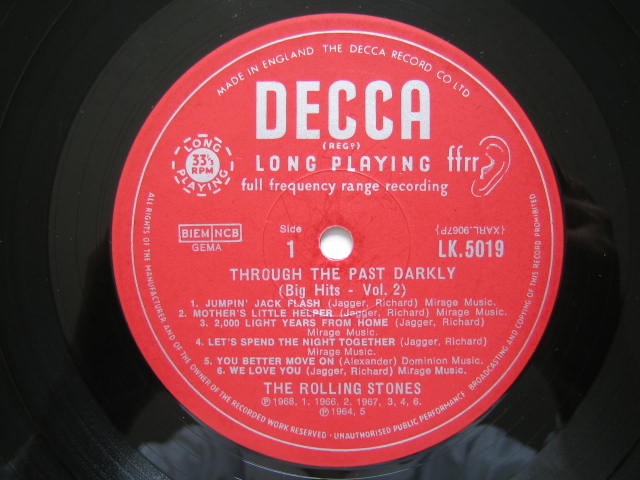 MADE IN ENGLAND THE DECCA RECORD CO LTD
DECCA
(REGD)
LONG PLAYING
ffrr
full frequency range recording
LONG
33⅓
RPM
PLAYING
BIEM NCB
GEMA
Side
1
{XARL.9067P}
LK.5019
THROUGH THE PAST DARKLY
(Big Hits - Vol. 2)
1. JUMPIN' JACK FLASH (Jagger, Richard) Mirage Music.
2. MOTHER'S LITTLE HELPER (Jagger, Richard) Mirage Music.
3. 2,000 LIGHT YEARS FROM HOME (Jagger, Richard)
Mirage Music.
4. LET'S SPEND THE NIGHT TOGETHER (Jagger, Richard)
Mirage Music.
5. YOU BETTER MOVE ON (Alexander) Dominion Music.
6. WE LOVE YOU (Jagger, Richard) Mirage Music.
THE ROLLING STONES
℗1968, 1. 1966, 2. 1967, 3, 4, 6.
℗1964, 5
ALL RIGHTS OF THE MANUFACTURER AND OF THE OWNER OF THE RECORDED WORK RESERVED · UNAUTHORISED PUBLIC PERFORMANCE BROADCASTING AND COPYING OF THIS RECORD PROHIBITED